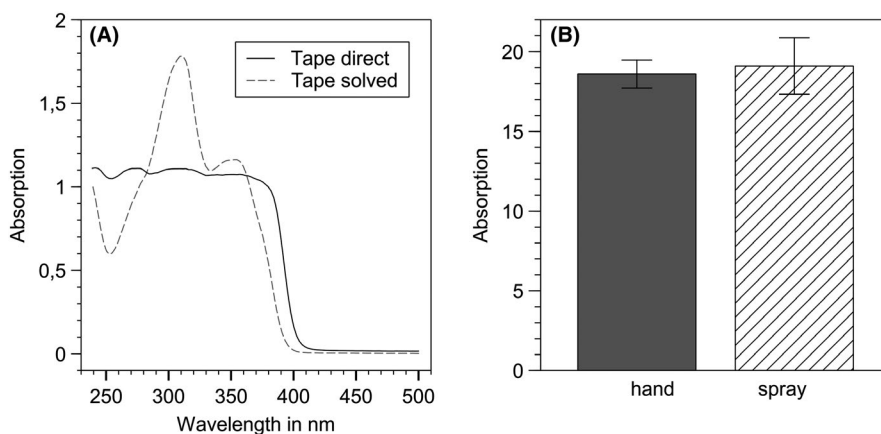 (A)
Tape direct
Tape solved
2
1,5
1
0,5
0
Absorption
250 300 350 400 450 500
Wavelength in nm
(B)
20
15
10
5
0
Absorption
hand spray